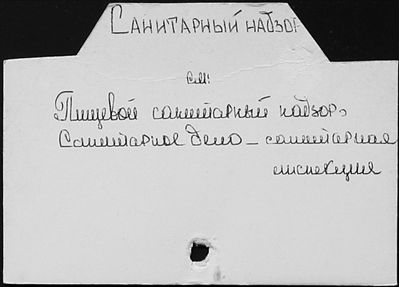 Санитарный надзор
см:
Пищевой санитарный надзор.
Санитарное дело – санитарная
инспекция